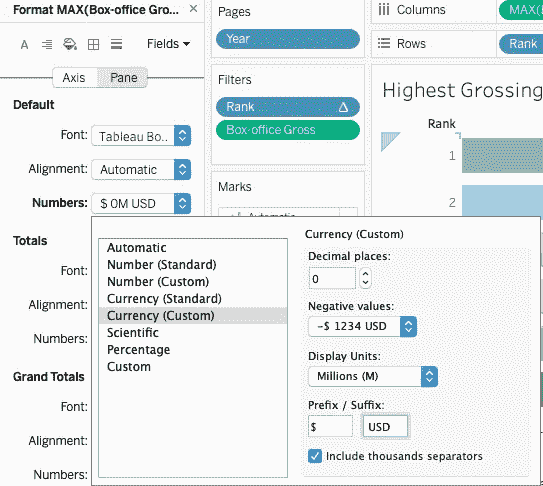 Format MAX(Box-office Gro... ×
Fields
Axis
Pane
Default
Font: Tableau Bo..
Alignment: Automatic
Numbers: $ 0M USD
Totals
Font:
Alignment:
Numbers:
Grand Totals
Font:
Alignment:
Numbers:
Pages
Year
Filters
Rank
Box-office Gross
Marks
Automatic
Columns
MAX(
Rows
Rank
Highest Grossing
Rank
1
2
Automatic
Number (Standard)
Number (Custom)
Currency (Standard)
Currency (Custom)
Scientific
Percentage
Custom
Currency (Custom)
Decimal places:
0
Negative values:
-$ 1234 USD
Display Units:
Millions (M)
Prefix / Suffix:
$ USD
Include thousands separators